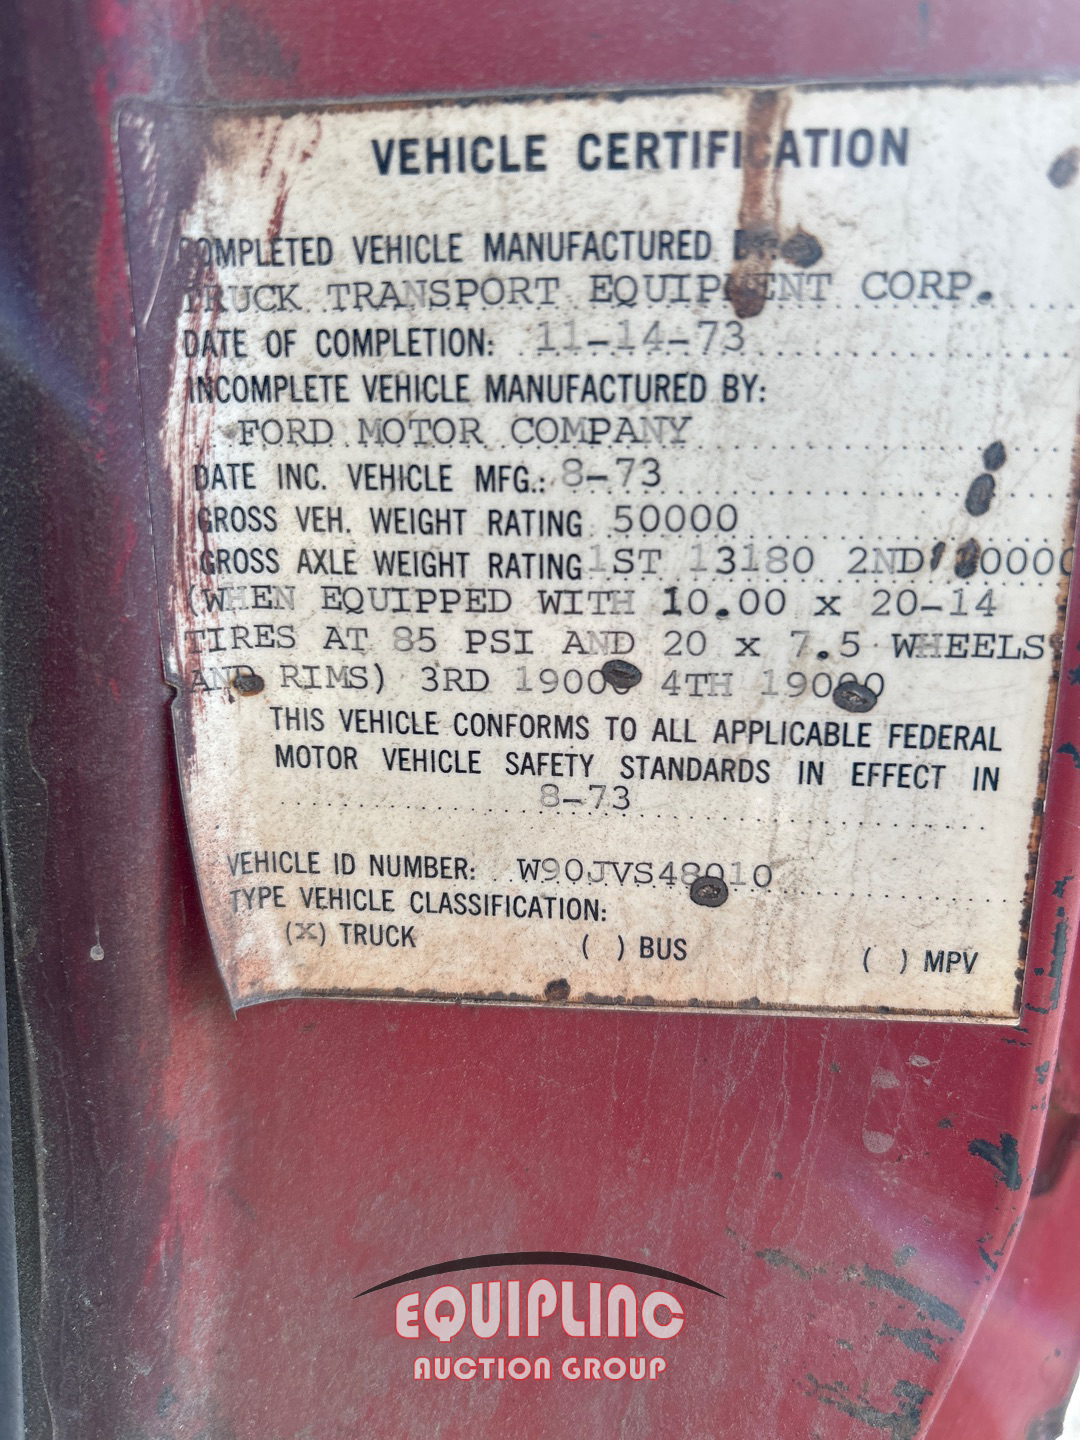 VEHICLE CERTIFICATION
COMPLETED VEHICLE MANUFACTURED BY:
TRUCK TRANSPORT EQUIPMENT CORP.
DATE OF COMPLETION: 11-14-73
INCOMPLETE VEHICLE MANUFACTURED BY:
FORD MOTOR COMPANY
DATE INC. VEHICLE MFG.: 8-73
GROSS VEH. WEIGHT RATING 50000
GROSS AXLE WEIGHT RATING 1ST 13180 2ND
(WHEN EQUIPPED WITH 10.00 x 20-14
TIRES AT 85 PSI AND 20 x 7.5 WHEELS
AND RIMS) 3RD 19000 4TH 19000
THIS VEHICLE CONFORMS TO ALL APPLICABLE FEDERAL
MOTOR VEHICLE SAFETY STANDARDS IN EFFECT IN
8-73
VEHICLE ID NUMBER: W90JVS48010
TYPE VEHICLE CLASSIFICATION:
(X) TRUCK ( ) BUS ( ) MPV
EQUIPLINC
AUCTION GROUP